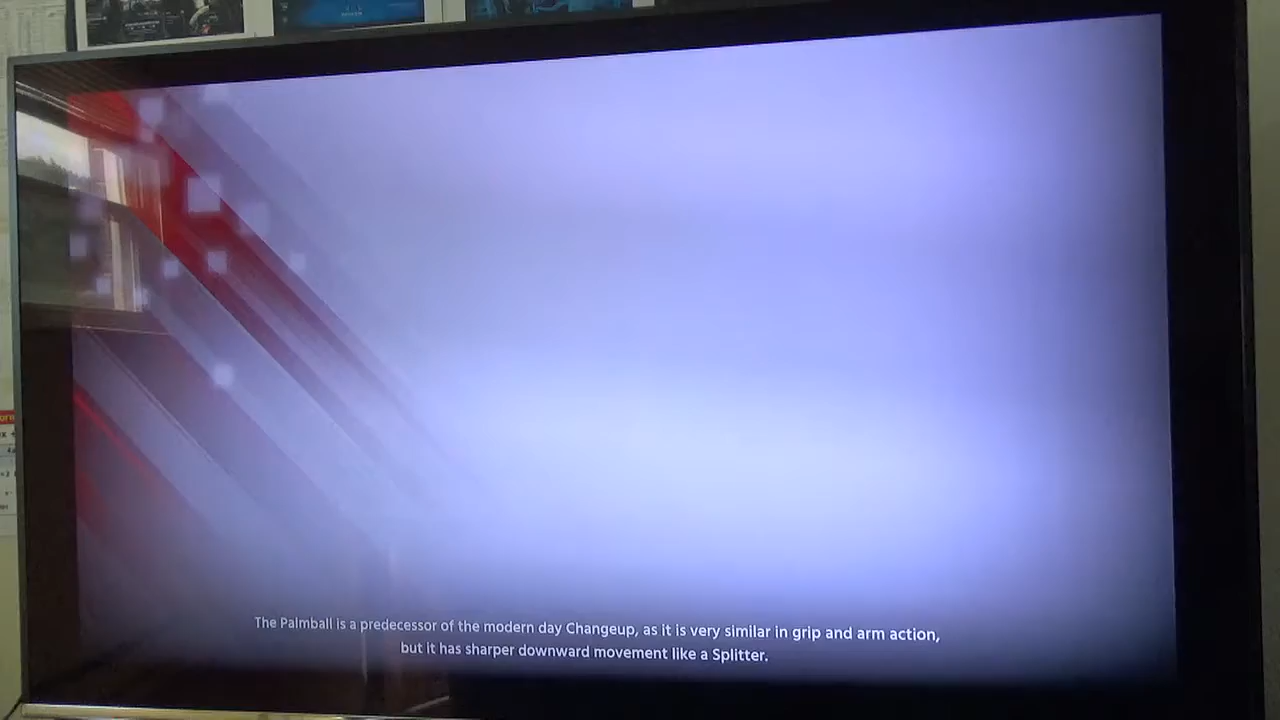 The Palmball is a predecessor of the modern day Changeup, as it is very similar in grip and arm action,
but it has sharper downward movement like a Splitter.